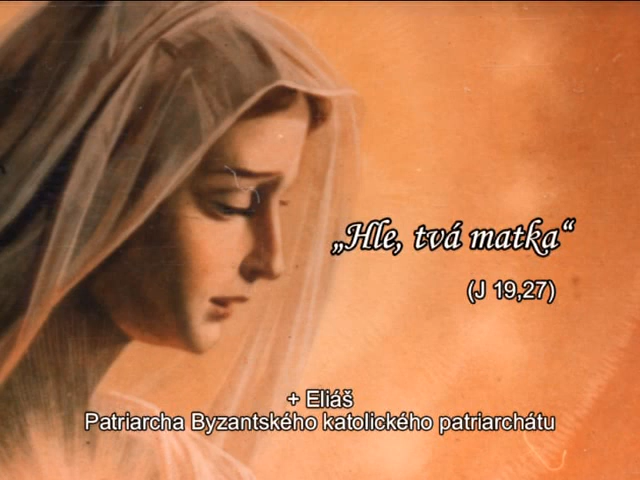 „Hle, tvá matka“
(J 19,27)
+ Eliáš
Patriarcha Byzantského katolického patriarchátu